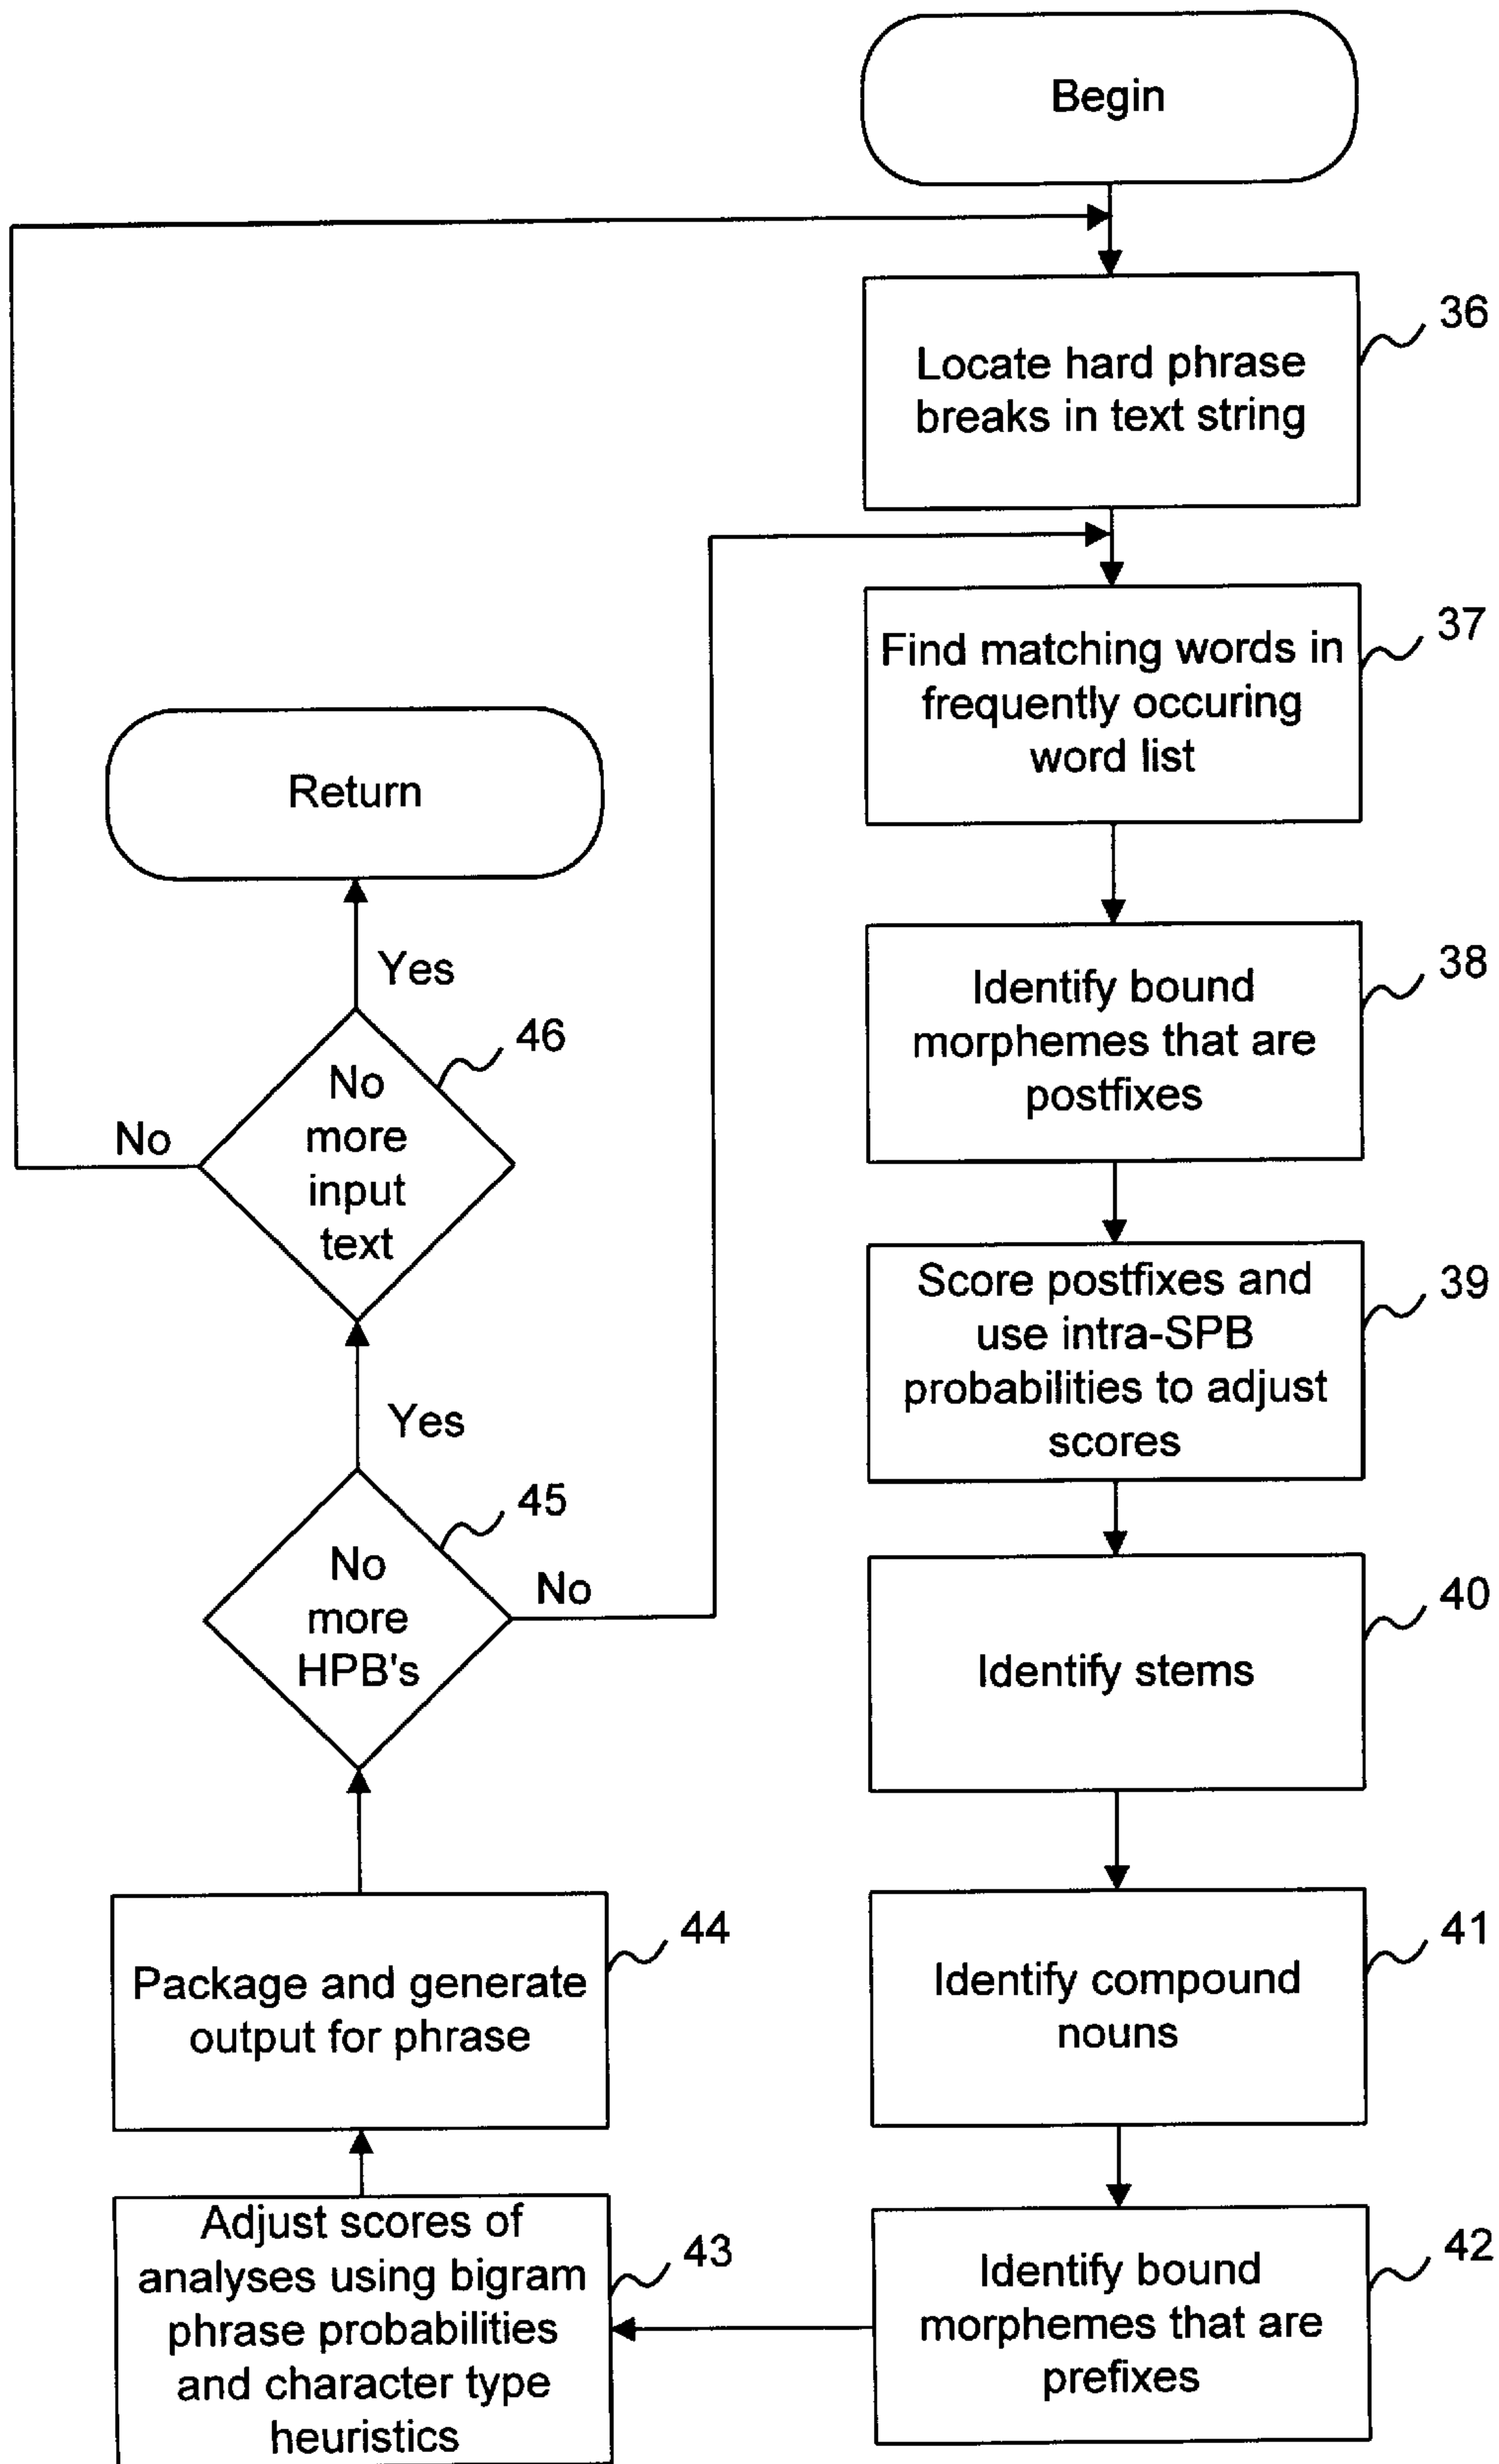 Begin
36
Locate hard phrase
breaks in text string
37
Find matching words in
frequently occuring
word list
38
Identify bound
morphemes that are
postfixes
39
Score postfixes and
use intra-SPB
probabilities to adjust
scores
40
Identify stems
41
Identify compound
nouns
42
Identify bound
morphemes that are
prefixes
43
Adjust scores of
analyses using bigram
phrase probabilities
and character type
heuristics
44
Package and generate
output for phrase
45
No
more
HPB's
No
Yes
46
No
more
input
text
No
Yes
Return